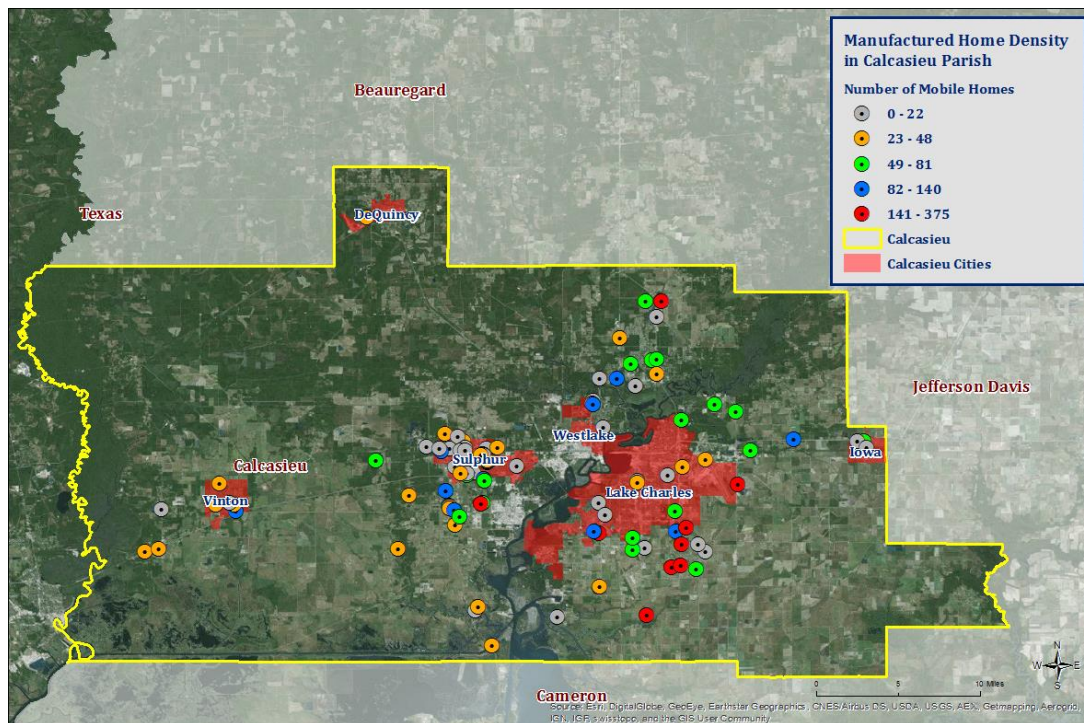 Manufactured Home Density
in Calcasieu Parish
Number of Mobile Homes
0 - 22
23 - 48
49 - 81
82 - 140
141 - 375
Calcasieu
Calcasieu Cities
Beauregard
Texas
DeQuincy
Jefferson Davis
Westlake
Iowa
Sulphur
Calcasieu
Lake Charles
Vinton
N
W E
S
0 5 10 Miles
Cameron
Source: Esri, DigitalGlobe, GeoEye, Earthstar Geographics, CNES/Airbus DS, USDA, USGS, AEX, Getmapping, Aerogrid,
IGN, IGP, swisstopo, and the GIS User Community